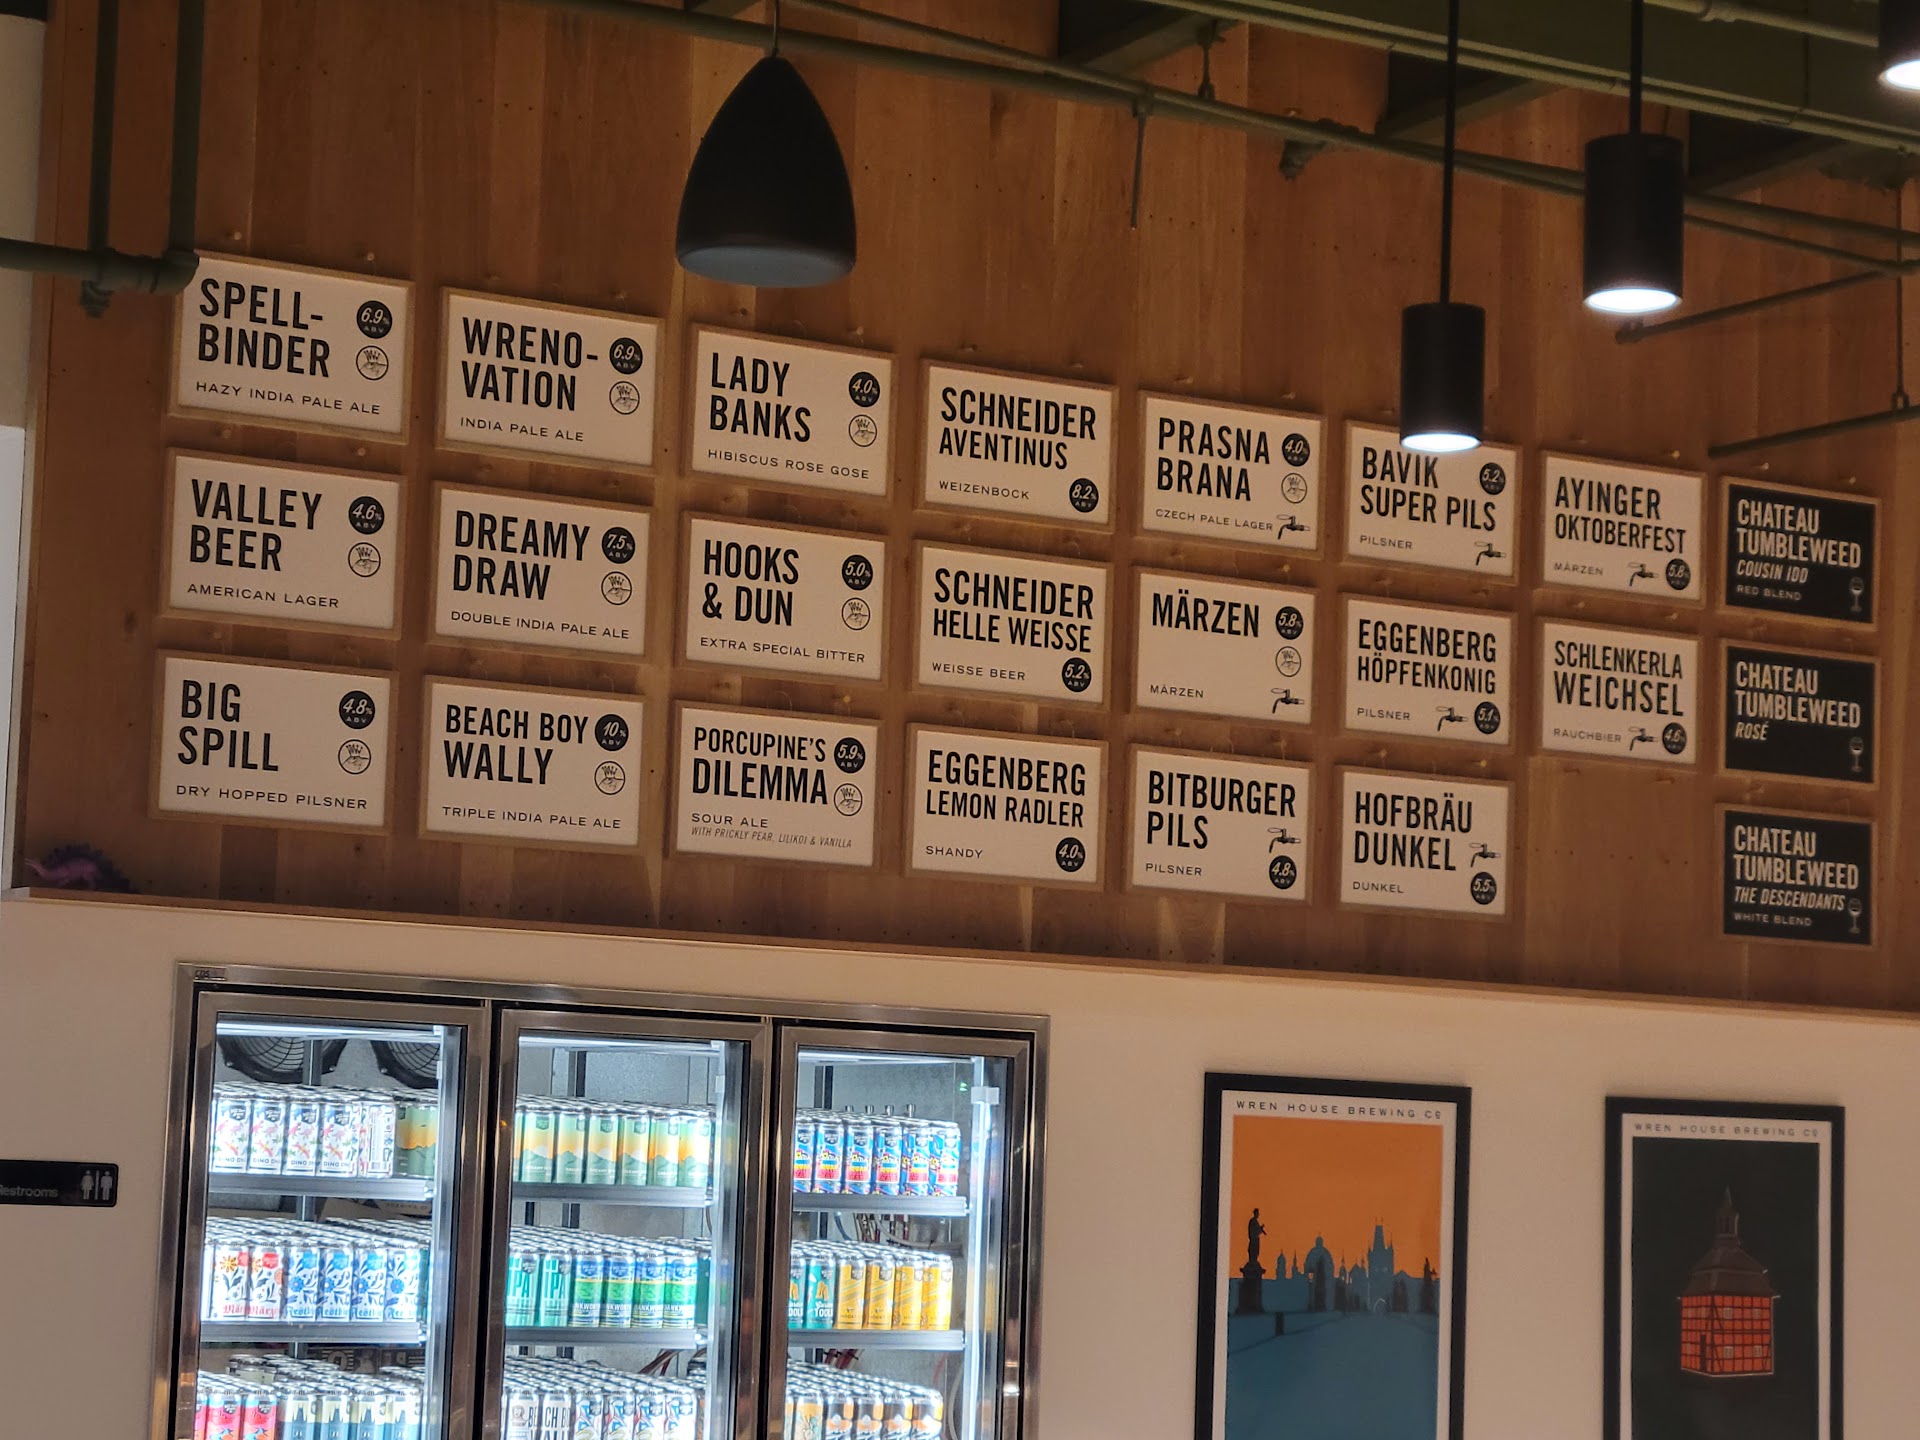 SPELL-
BINDER
6.9%
ABV
HAZY INDIA PALE ALE
VALLEY
BEER
4.6%
ABV
AMERICAN LAGER
BIG
SPILL
4.8%
ABV
DRY HOPPED PILSNER
WRENO-
VATION
6.9%
ABV
INDIA PALE ALE
DREAMY
DRAW
7.5%
ABV
DOUBLE INDIA PALE ALE
BEACH BOY
WALLY
10%
ABV
TRIPLE INDIA PALE ALE
LADY
BANKS
4.0%
ABV
HIBISCUS ROSE GOSE
HOOKS
& DUN
5.0%
ABV
EXTRA SPECIAL BITTER
PORCUPINE'S
DILEMMA
5.9%
ABV
SOUR ALE
WITH PRICKLY PEAR, LILIKOI & VANILLA
SCHNEIDER
AVENTINUS
WEIZENBOCK
8.2%
ABV
SCHNEIDER
HELLE WEISSE
WEISSE BEER
5.2%
ABV
EGGENBERG
LEMON RADLER
SHANDY
4.0%
ABV
PRASNA
BRANA
4.0%
ABV
CZECH PALE LAGER
MÄRZEN
5.8%
ABV
MÄRZEN
BITBURGER
PILS
PILSNER
4.8%
ABV
BAVIK
SUPER PILS
5.2%
ABV
PILSNER
EGGENBERG
HÖPFENKONIG
PILSNER
5.1%
ABV
HOFBRÄU
DUNKEL
DUNKEL
5.5%
ABV
AYINGER
OKTOBERFEST
MÄRZEN
5.8%
ABV
SCHLENKERLA
WEICHSEL
RAUCHBIER
4.6%
ABV
CHATEAU
TUMBLEWEED
COUSIN IDD
RED BLEND
CHATEAU
TUMBLEWEED
ROSÉ
CHATEAU
TUMBLEWEED
THE DESCENDANTS
WHITE BLEND
WREN HOUSE BREWING Cº
WREN HOUSE BREWING Cº
Restrooms
BEACH BO